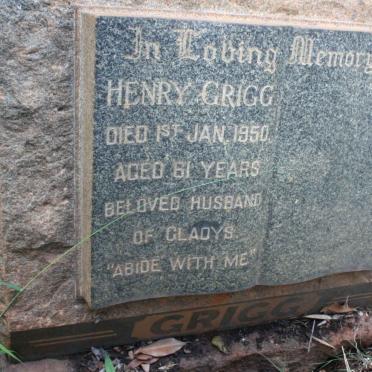 In Loving Memory
HENRY GRIGG
DIED 1ST JAN. 1950.
AGED 61 YEARS
BELOVED HUSBAND
OF GLADYS.
"ABIDE WITH ME"
GRIGG